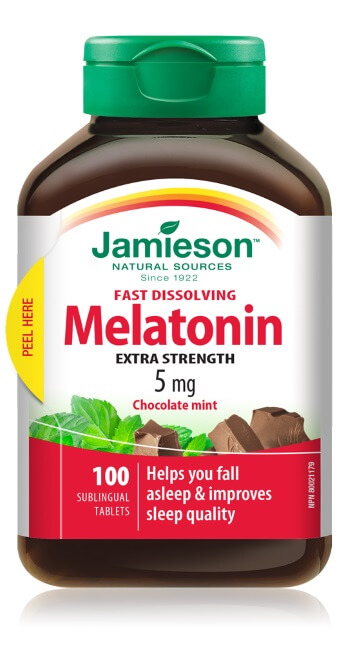 Jamieson™
NATURAL SOURCES
Since 1922
FAST DISSOLVING
Melatonin
EXTRA STRENGTH
5 mg
Chocolate mint
PEEL HERE
100
SUBLINGUAL
TABLETS
Helps you fall
asleep & improves
sleep quality
NPN 80021179